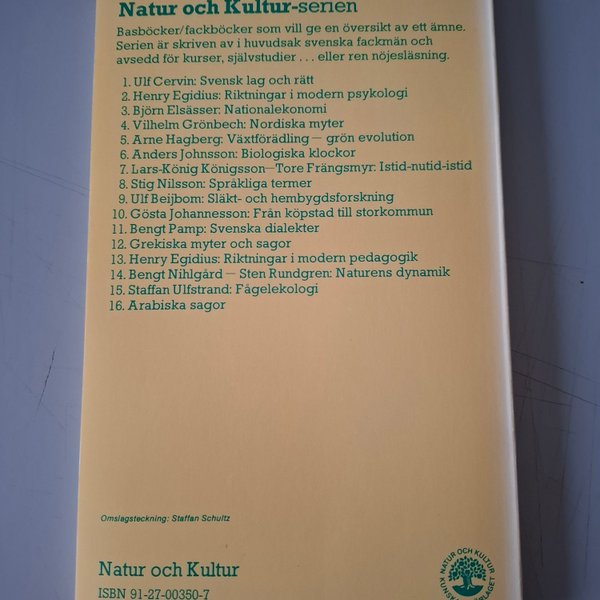 Natur och Kultur-serien
Basböcker/fackböcker som vill ge en översikt av ett ämne.
Serien är skriven av i huvudsak svenska fackmän och
avsedd för kurser, självstudier . . . eller ren nöjesläsning.
1. Ulf Cervin: Svensk lag och rätt
2. Henry Egidius: Riktningar i modern psykologi
3. Björn Elsässer: Nationalekonomi
4. Vilhelm Grönbech: Nordiska myter
5. Arne Hagberg: Växtförädling — grön evolution
6. Anders Johnsson: Biologiska klockor
7. Lars-König Königsson—Tore Frängsmyr: Istid-nutid-istid
8. Stig Nilsson: Språkliga termer
9. Ulf Beijbom: Släkt- och hembygdsforskning
10. Gösta Johannesson: Från köpstad till storkommun
11. Bengt Pamp: Svenska dialekter
12. Grekiska myter och sagor
13. Henry Egidius: Riktningar i modern pedagogik
14. Bengt Nihlgård — Sten Rundgren: Naturens dynamik
15. Staffan Ulfstrand: Fågelekologi
16. Arabiska sagor
Omslagsteckning: Staffan Schultz
Natur och Kultur
ISBN 91-27-00350-7
NATUR OCH KULTUR